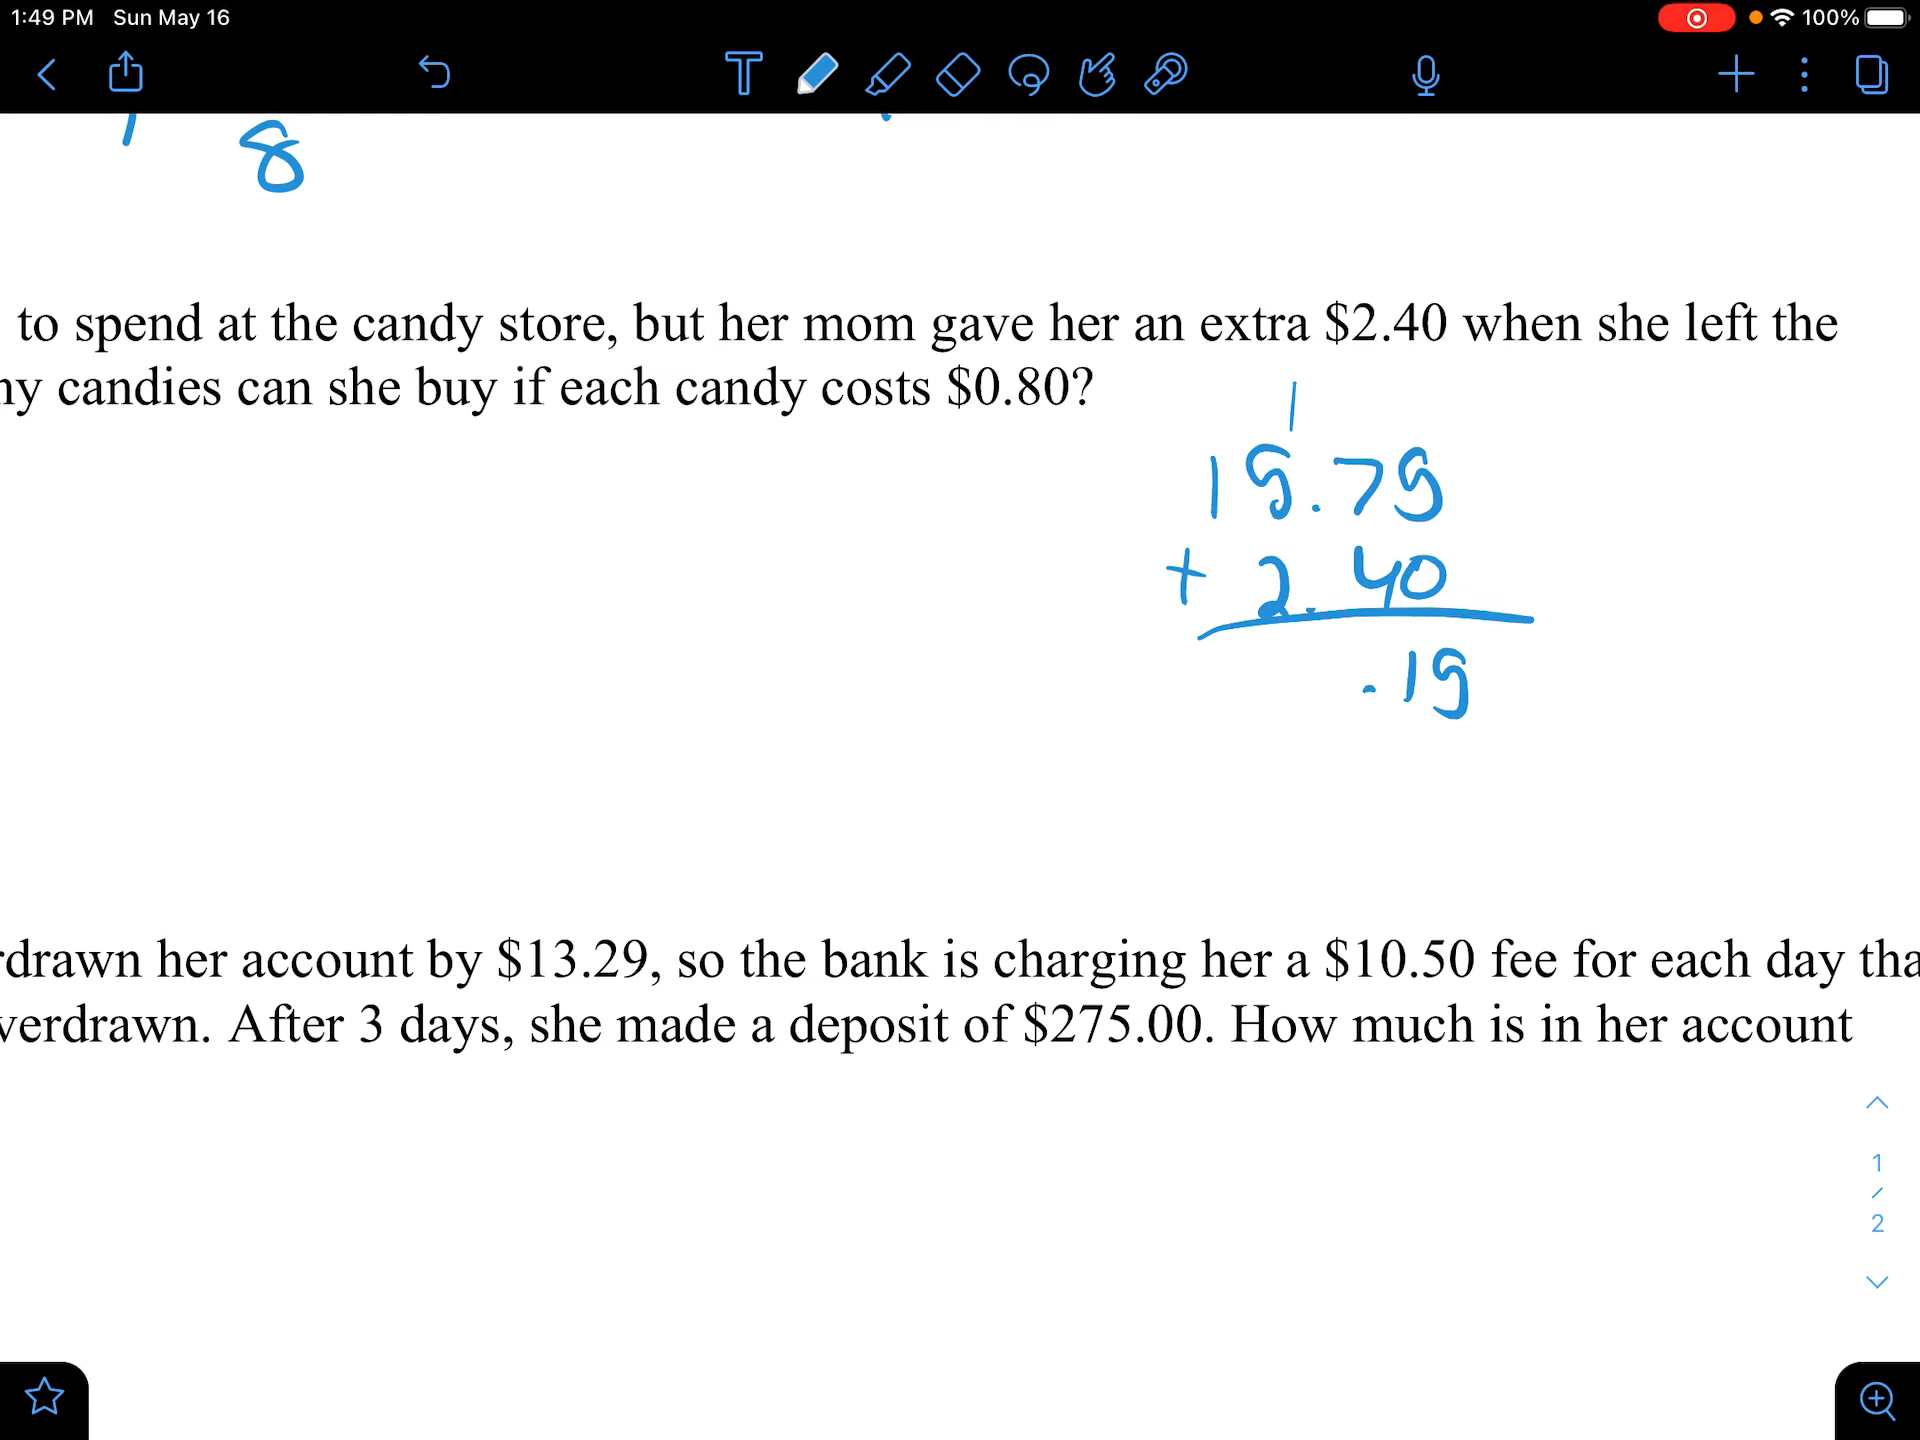 1:49 PM Sun May 16
100%
T
8
to spend at the candy store, but her mom gave her an extra $2.40 when she left the
candies can she buy if each candy costs $0.80?
1
15.75
+ 2.40
.15
her account by $13.29, so the bank is charging her a $10.50 fee for each day
After 3 days, she made a deposit of $275.00. How much is in her account
1
/
2